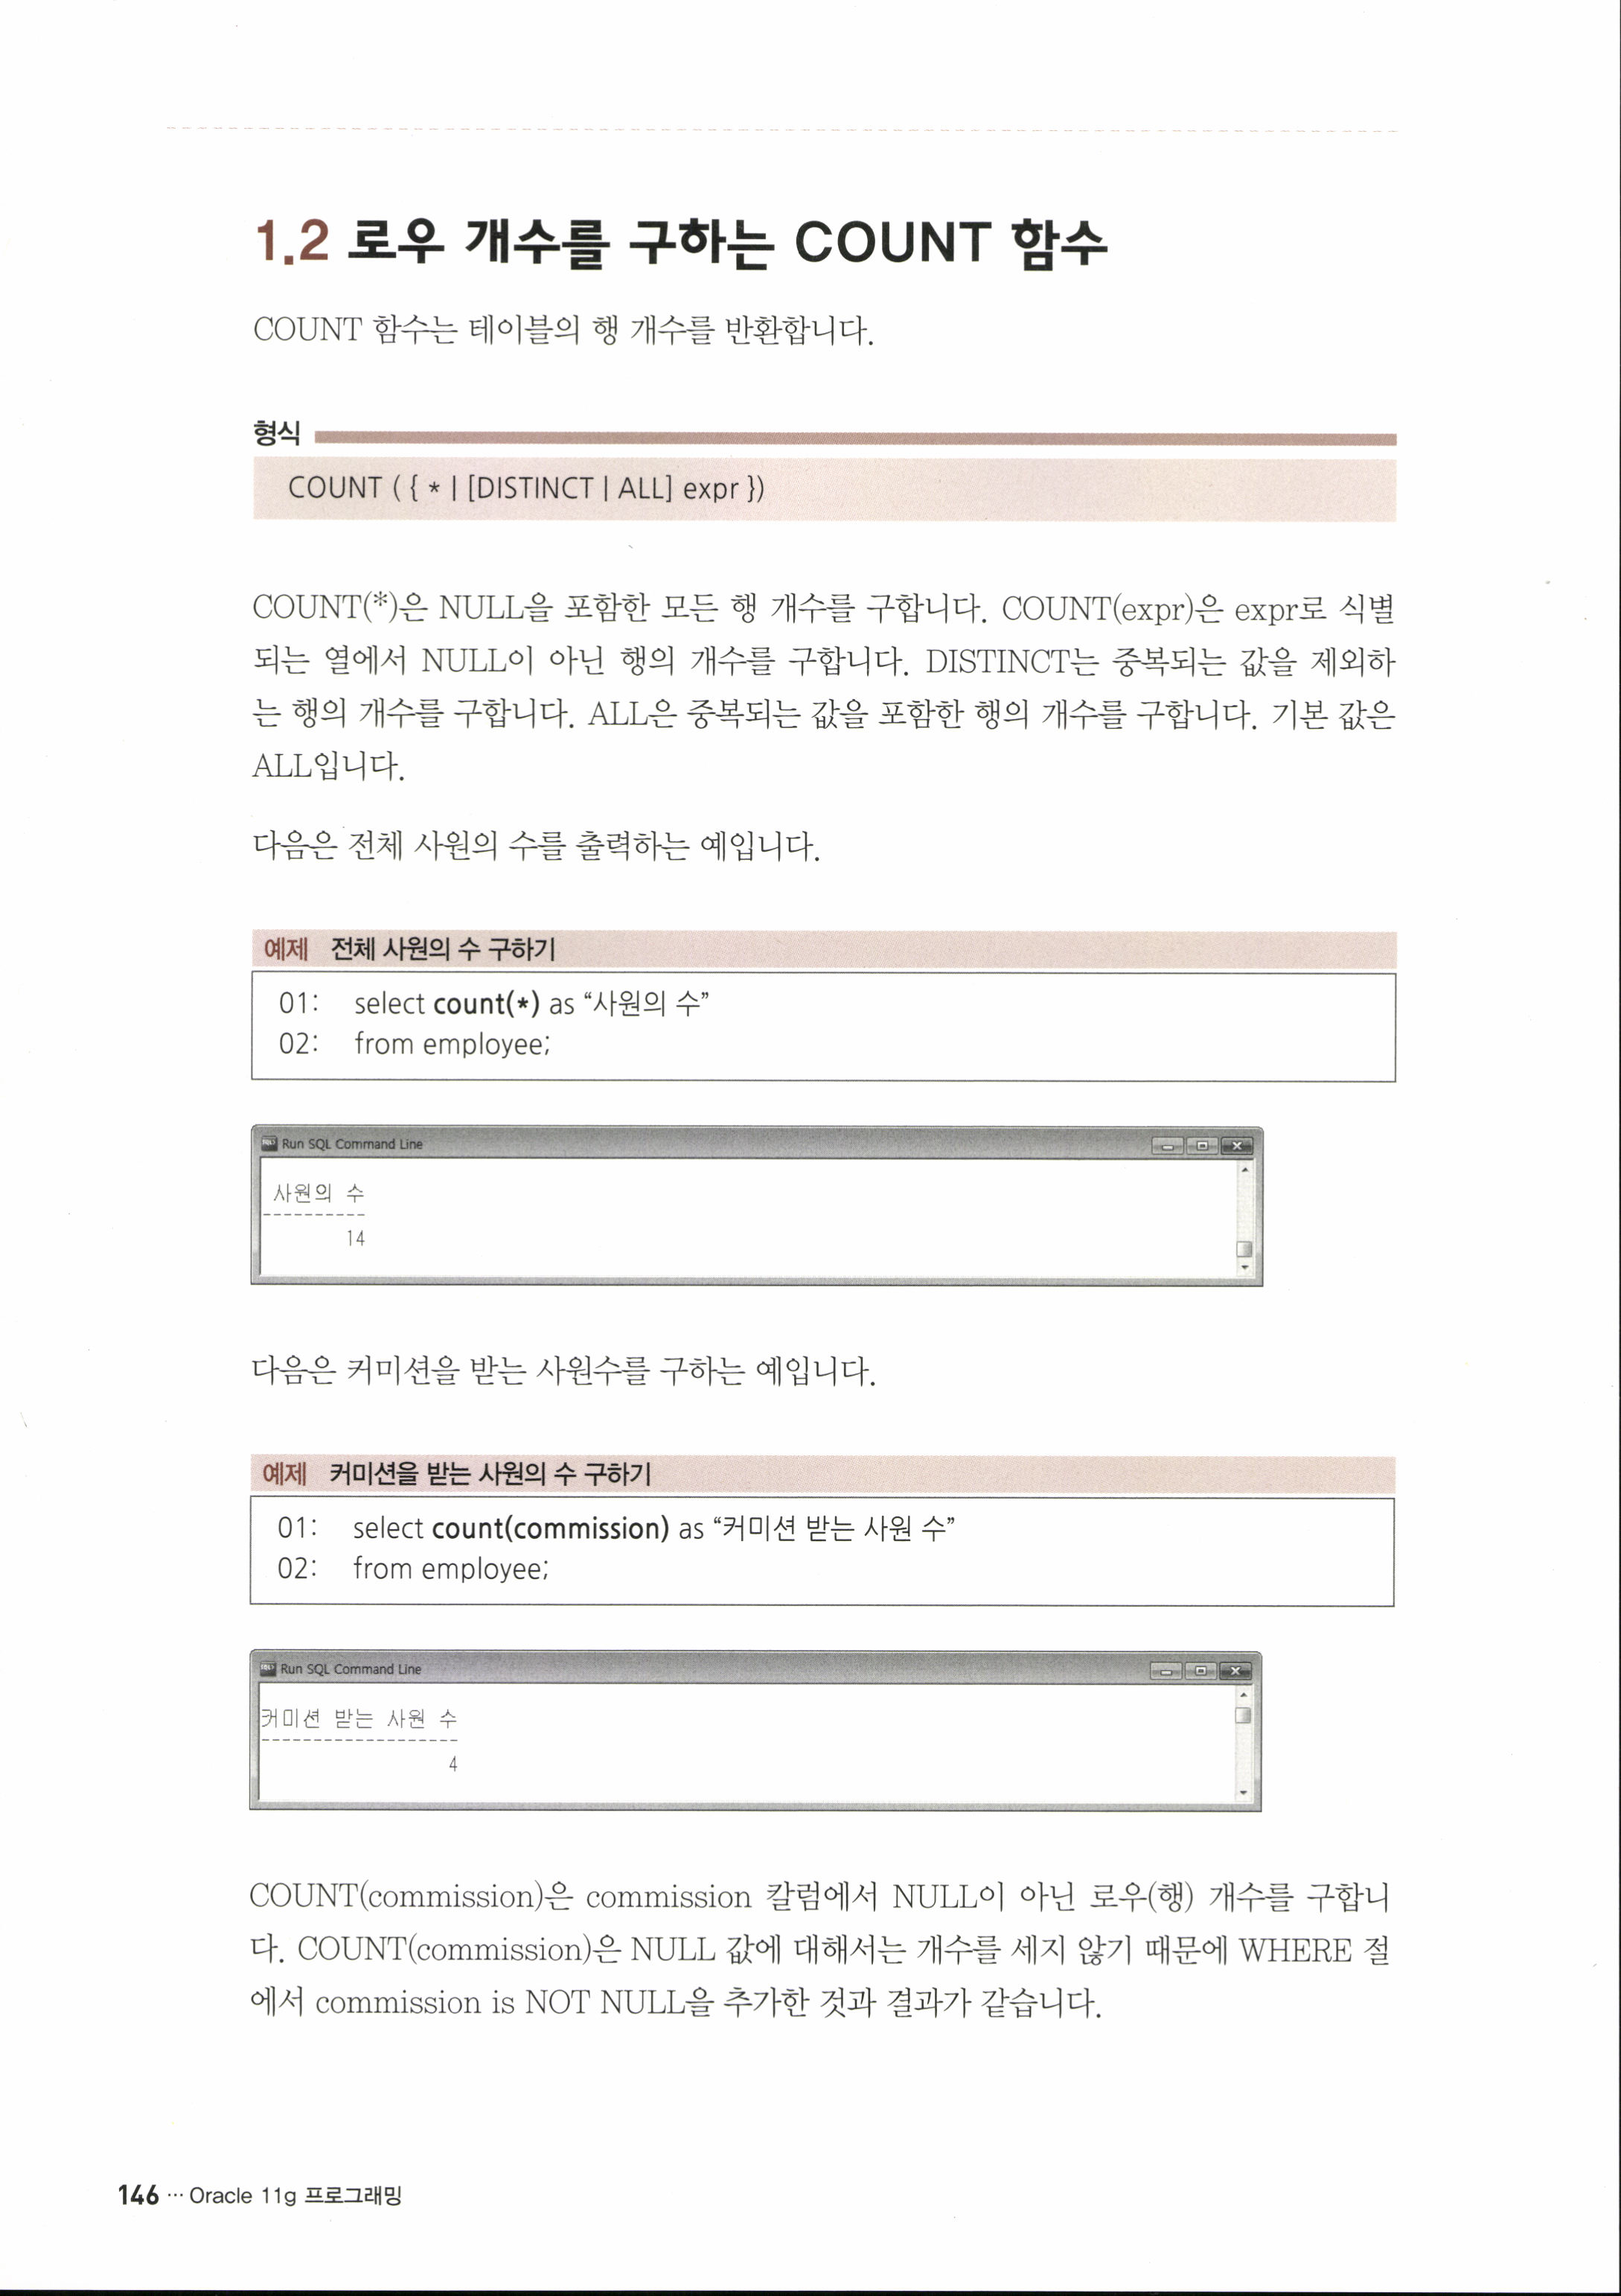 1.2 로우 개수를 구하는 COUNT 함수
COUNT 함수는 테이블의 행 개수를 반환합니다.
형식
COUNT ( { * | [DISTINCT | ALL] expr })
COUNT(*)은 NULL을 포함한 모든 행 개수를 구합니다. COUNT(expr)은 expr로 식별
되는 열에서 NULL이 아닌 행의 개수를 구합니다. DISTINCT는 중복되는 값을 제외하
는 행의 개수를 구합니다. ALL은 중복되는 값을 포함한 행의 개수를 구합니다. 기본 값은
ALL입니다.
다음은 전체 사원의 수를 출력하는 예입니다.
예제 전체 사원의 수 구하기
01: select count(*) as “사원의 수”
02: from employee;
Run SQL Command Line
사원의 수
----------
14
다음은 커미션을 받는 사원수를 구하는 예입니다.
예제 커미션을 받는 사원의 수 구하기
01: select count(commission) as “커미션 받는 사원 수”
02: from employee;
Run SQL Command Line
커미션 받는 사원 수
-------------------
4
COUNT(commission)은 commission 칼럼에서 NULL이 아닌 로우(행) 개수를 구합니
다. COUNT(commission)은 NULL 값에 대해서는 개수를 세지 않기 때문에 WHERE 절
에서 commission is NOT NULL을 추가한 것과 결과가 같습니다.
146 … Oracle 11g 프로그래밍